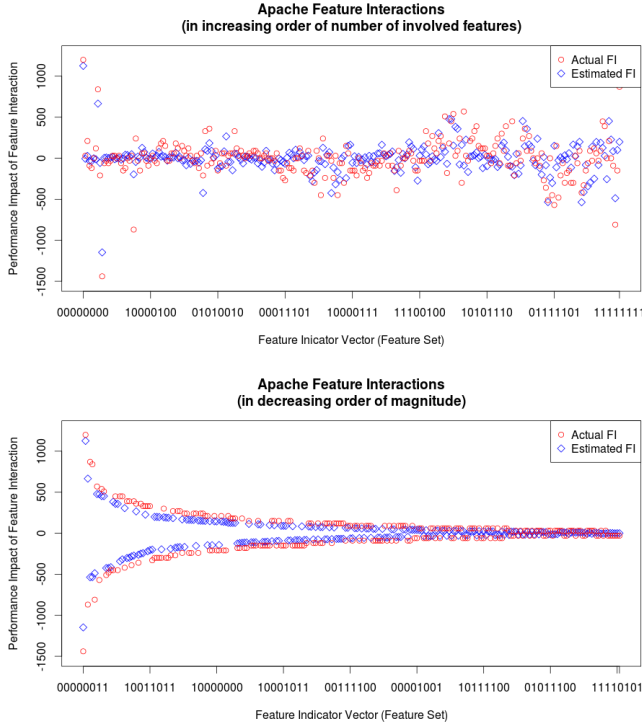 Apache Feature Interactions
(in increasing order of number of involved features)
Performance Impact of Feature Interaction
1000
500
0
-500
-1000
-1500
Actual FI
Estimated FI
00000000 10000100 01010010 00011101 10000111 11100100 10101110 01111101 11111111
Feature Inicator Vector (Feature Set)
Apache Feature Interactions
(in decreasing order of magnitude)
Performance Impact of Feature Interaction
1000
500
0
-500
-1000
-1500
Actual FI
Estimated FI
00000011 10011011 10000000 10001011 00111100 00001001 10111100 01011100 11110101
Feature Indicator Vector (Feature Set)